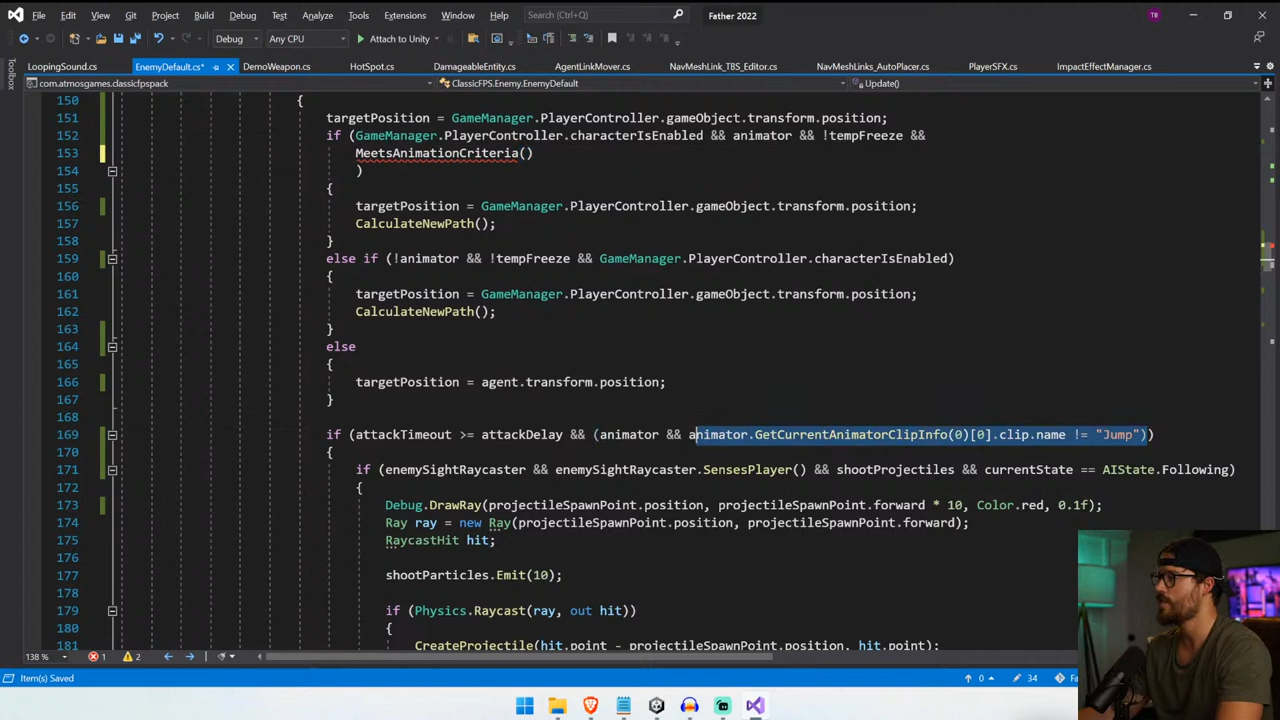 File Edit View Git Project Build Debug Test Analyze Tools Extensions Window Help Search (Ctrl+Q) Father 2022 TB
Debug Any CPU Attach to Unity
LoopingSound.cs EnemyDefault.cs* DemoWeapon.cs HotSpot.cs DamageableEntity.cs AgentLinkMover.cs NavMeshLink_TBS_Editor.cs NavMeshLinks_AutoPlacer.cs PlayerSFX.cs ImpactEffectManager.cs
Toolbox
com.atmosgames.classicfpspack ClassicFPS.Enemy.EnemyDefault Update()
150 {
151 targetPosition = GameManager.PlayerController.gameObject.transform.position;
152 if (GameManager.PlayerController.characterIsEnabled && animator && !tempFreeze &&
153 MeetsAnimationCriteria()
154 )
155 {
156 targetPosition = GameManager.PlayerController.gameObject.transform.position;
157 CalculateNewPath();
158 }
159 else if (!animator && !tempFreeze && GameManager.PlayerController.characterIsEnabled)
160 {
161 targetPosition = GameManager.PlayerController.gameObject.transform.position;
162 CalculateNewPath();
163 }
164 else
165 {
166 targetPosition = agent.transform.position;
167 }
168
169 if (attackTimeout >= attackDelay && (animator && animator.GetCurrentAnimatorClipInfo(0)[0].clip.name != "Jump"))
170 {
171 if (enemySightRaycaster && enemySightRaycaster.SensesPlayer() && shootProjectiles && currentState == AIState.Following)
172 {
173 Debug.DrawRay(projectileSpawnPoint.position, projectileSpawnPoint.forward * 10, Color.red, 0.1f);
174 Ray ray = new Ray(projectileSpawnPoint.position, projectileSpawnPoint.forward);
175 RaycastHit hit;
176
177 shootParticles.Emit(10);
178
179 if (Physics.Raycast(ray, out hit))
180 {
181 CreateProjectile(hit.point - projectileSpawnPoint.position, hit.point);
138 % 1 2
Item(s) Saved 0 34